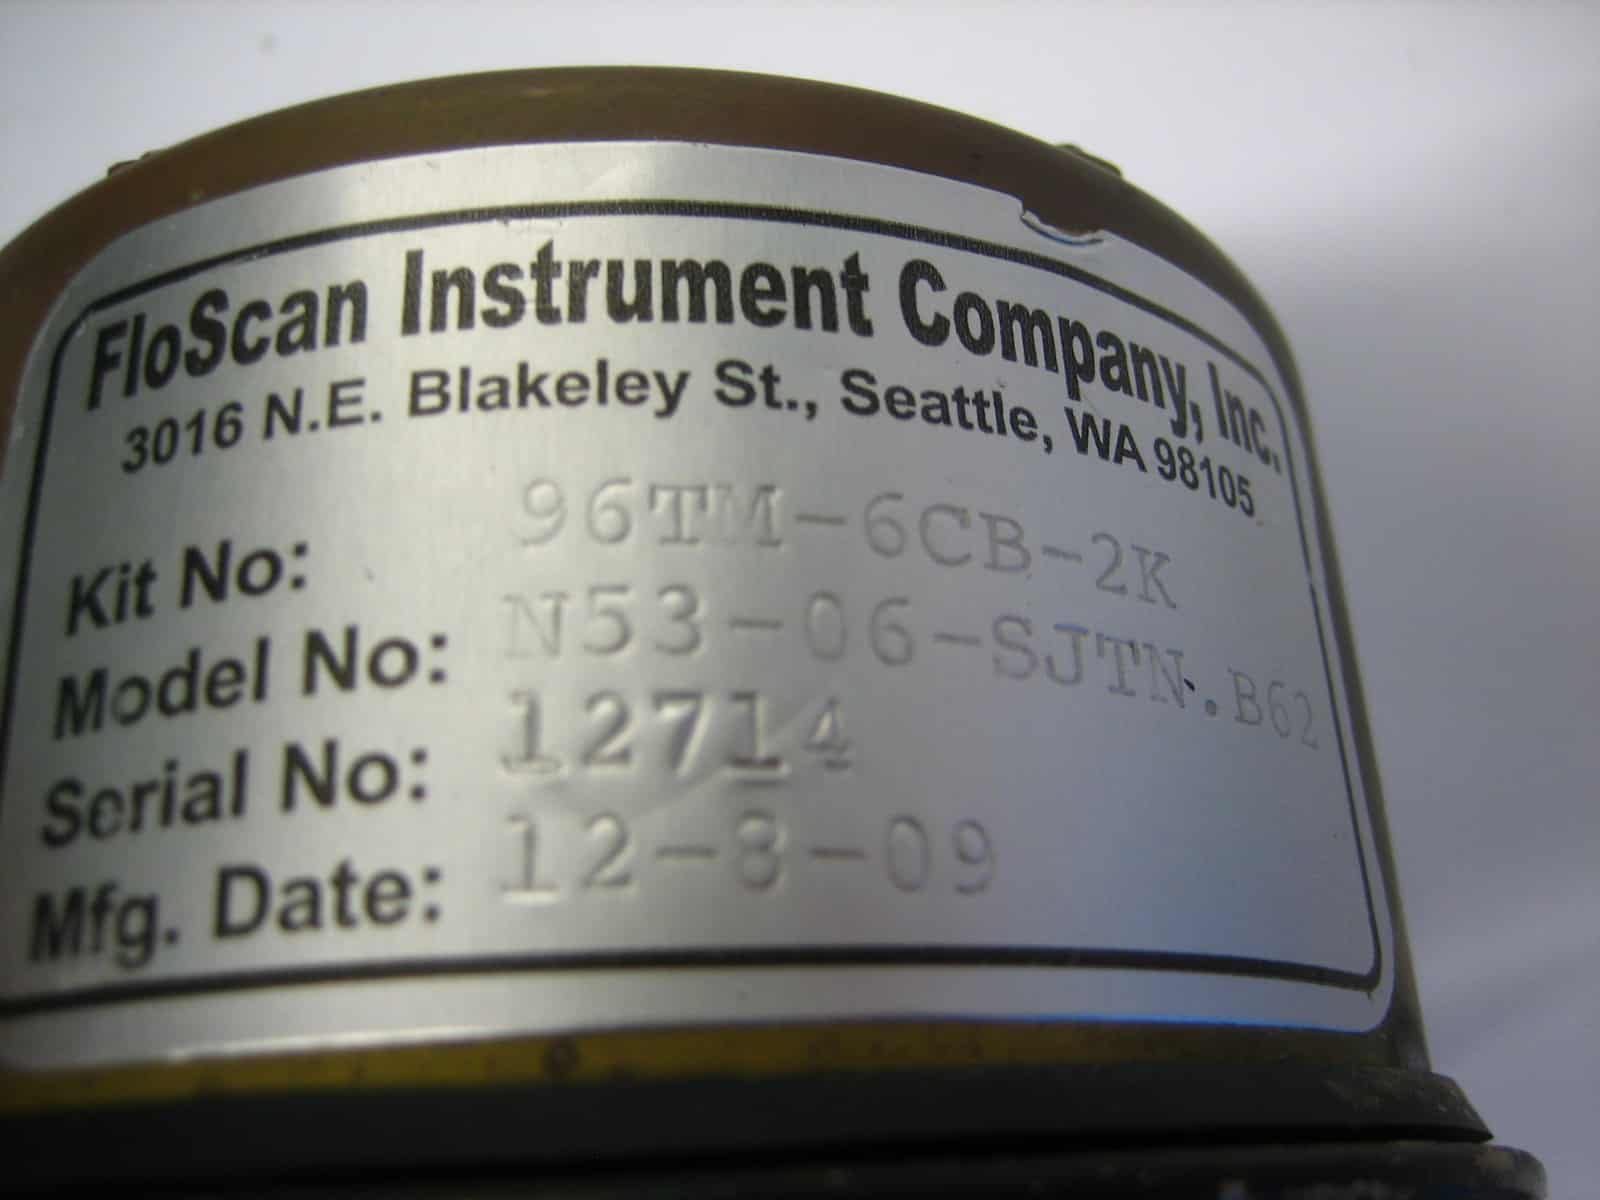 FloScan Instrument Company, Inc.
3016 N.E. Blakeley St., Seattle, WA 98105
Kit No: 96TM-6CB-2K
Model No: N53-06-SJTN.B62
Serial No: 12714
Mfg. Date: 12-8-09